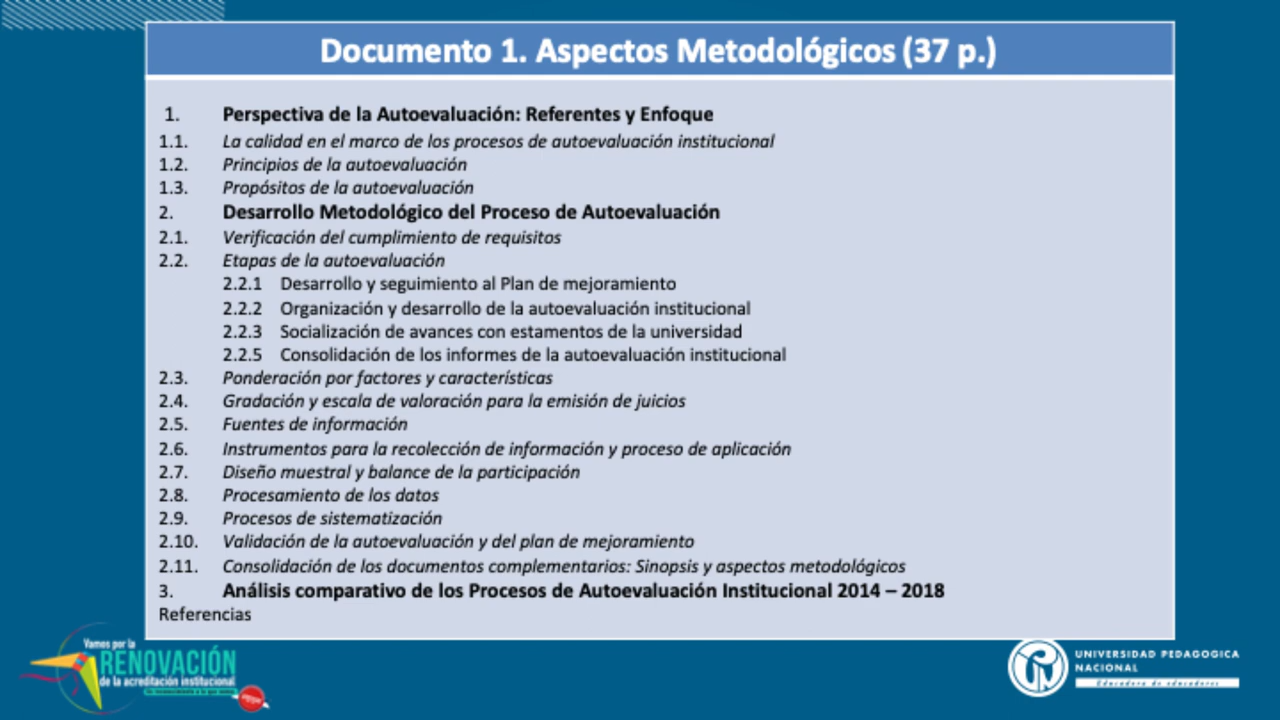 Documento 1. Aspectos Metodológicos (37 p.)
1. Perspectiva de la Autoevaluación: Referentes y Enfoque
1.1. La calidad en el marco de los procesos de autoevaluación institucional
1.2. Principios de la autoevaluación
1.3. Propósitos de la autoevaluación
2. Desarrollo Metodológico del Proceso de Autoevaluación
2.1. Verificación del cumplimiento de requisitos
2.2. Etapas de la autoevaluación
2.2.1 Desarrollo y seguimiento al Plan de mejoramiento
2.2.2 Organización y desarrollo de la autoevaluación institucional
2.2.3 Socialización de avances con estamentos de la universidad
2.2.5 Consolidación de los informes de la autoevaluación institucional
2.3. Ponderación por factores y características
2.4. Gradación y escala de valoración para la emisión de juicios
2.5. Fuentes de información
2.6. Instrumentos para la recolección de información y proceso de aplicación
2.7. Diseño muestral y balance de la participación
2.8. Procesamiento de los datos
2.9. Procesos de sistematización
2.10. Validación de la autoevaluación y del plan de mejoramiento
2.11. Consolidación de los documentos complementarios: Sinopsis y aspectos metodológicos
3. Análisis comparativo de los Procesos de Autoevaluación Institucional 2014 – 2018
Referencias
Vamos por la
RENOVACIÓN
de la acreditación institucional
UNIVERSIDAD PEDAGOGICA
NACIONAL
Educadora de educadores